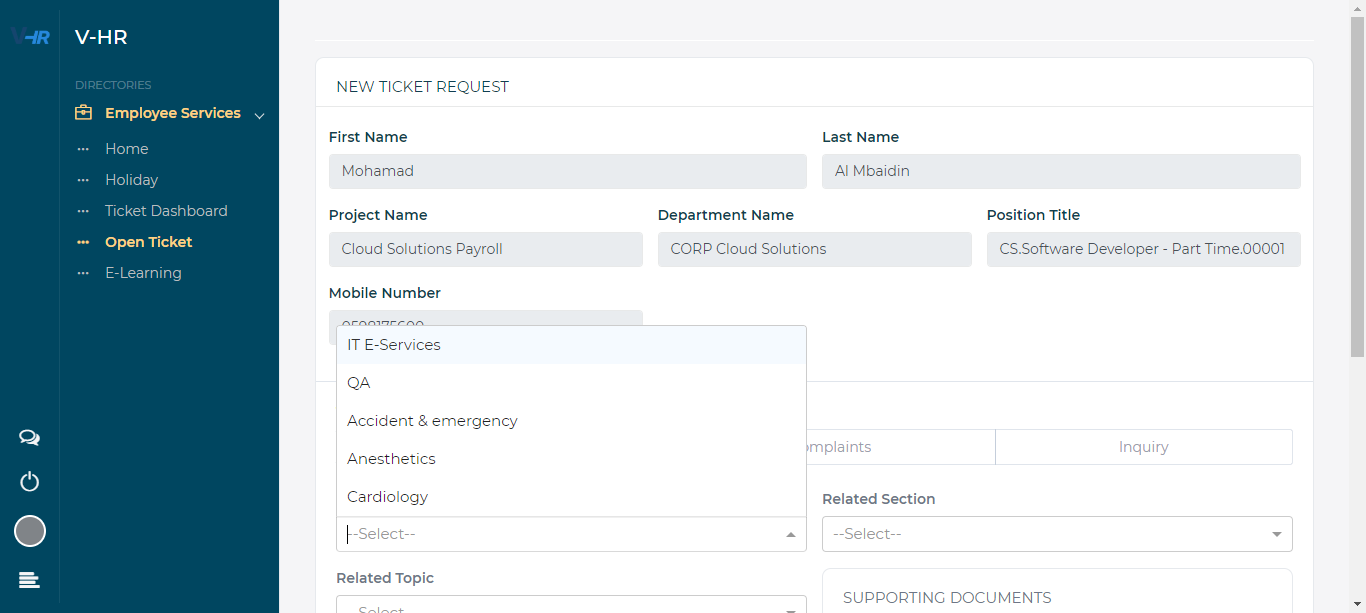 V-HR
V-HR
DIRECTORIES
Employee Services
Home
Holiday
Ticket Dashboard
Open Ticket
E-Learning
NEW TICKET REQUEST
First Name
Last Name
Mohamad
Al Mbaidin
Project Name
Department Name
Position Title
Cloud Solutions Payroll
CORP Cloud Solutions
CS.Software Developer - Part Time.00001
Mobile Number
IT E-Services
QA
Accident & emergency
Anesthetics
Cardiology
--Select--
omplaints
Inquiry
Related Section
--Select--
Related Topic
--Select--
SUPPORTING DOCUMENTS